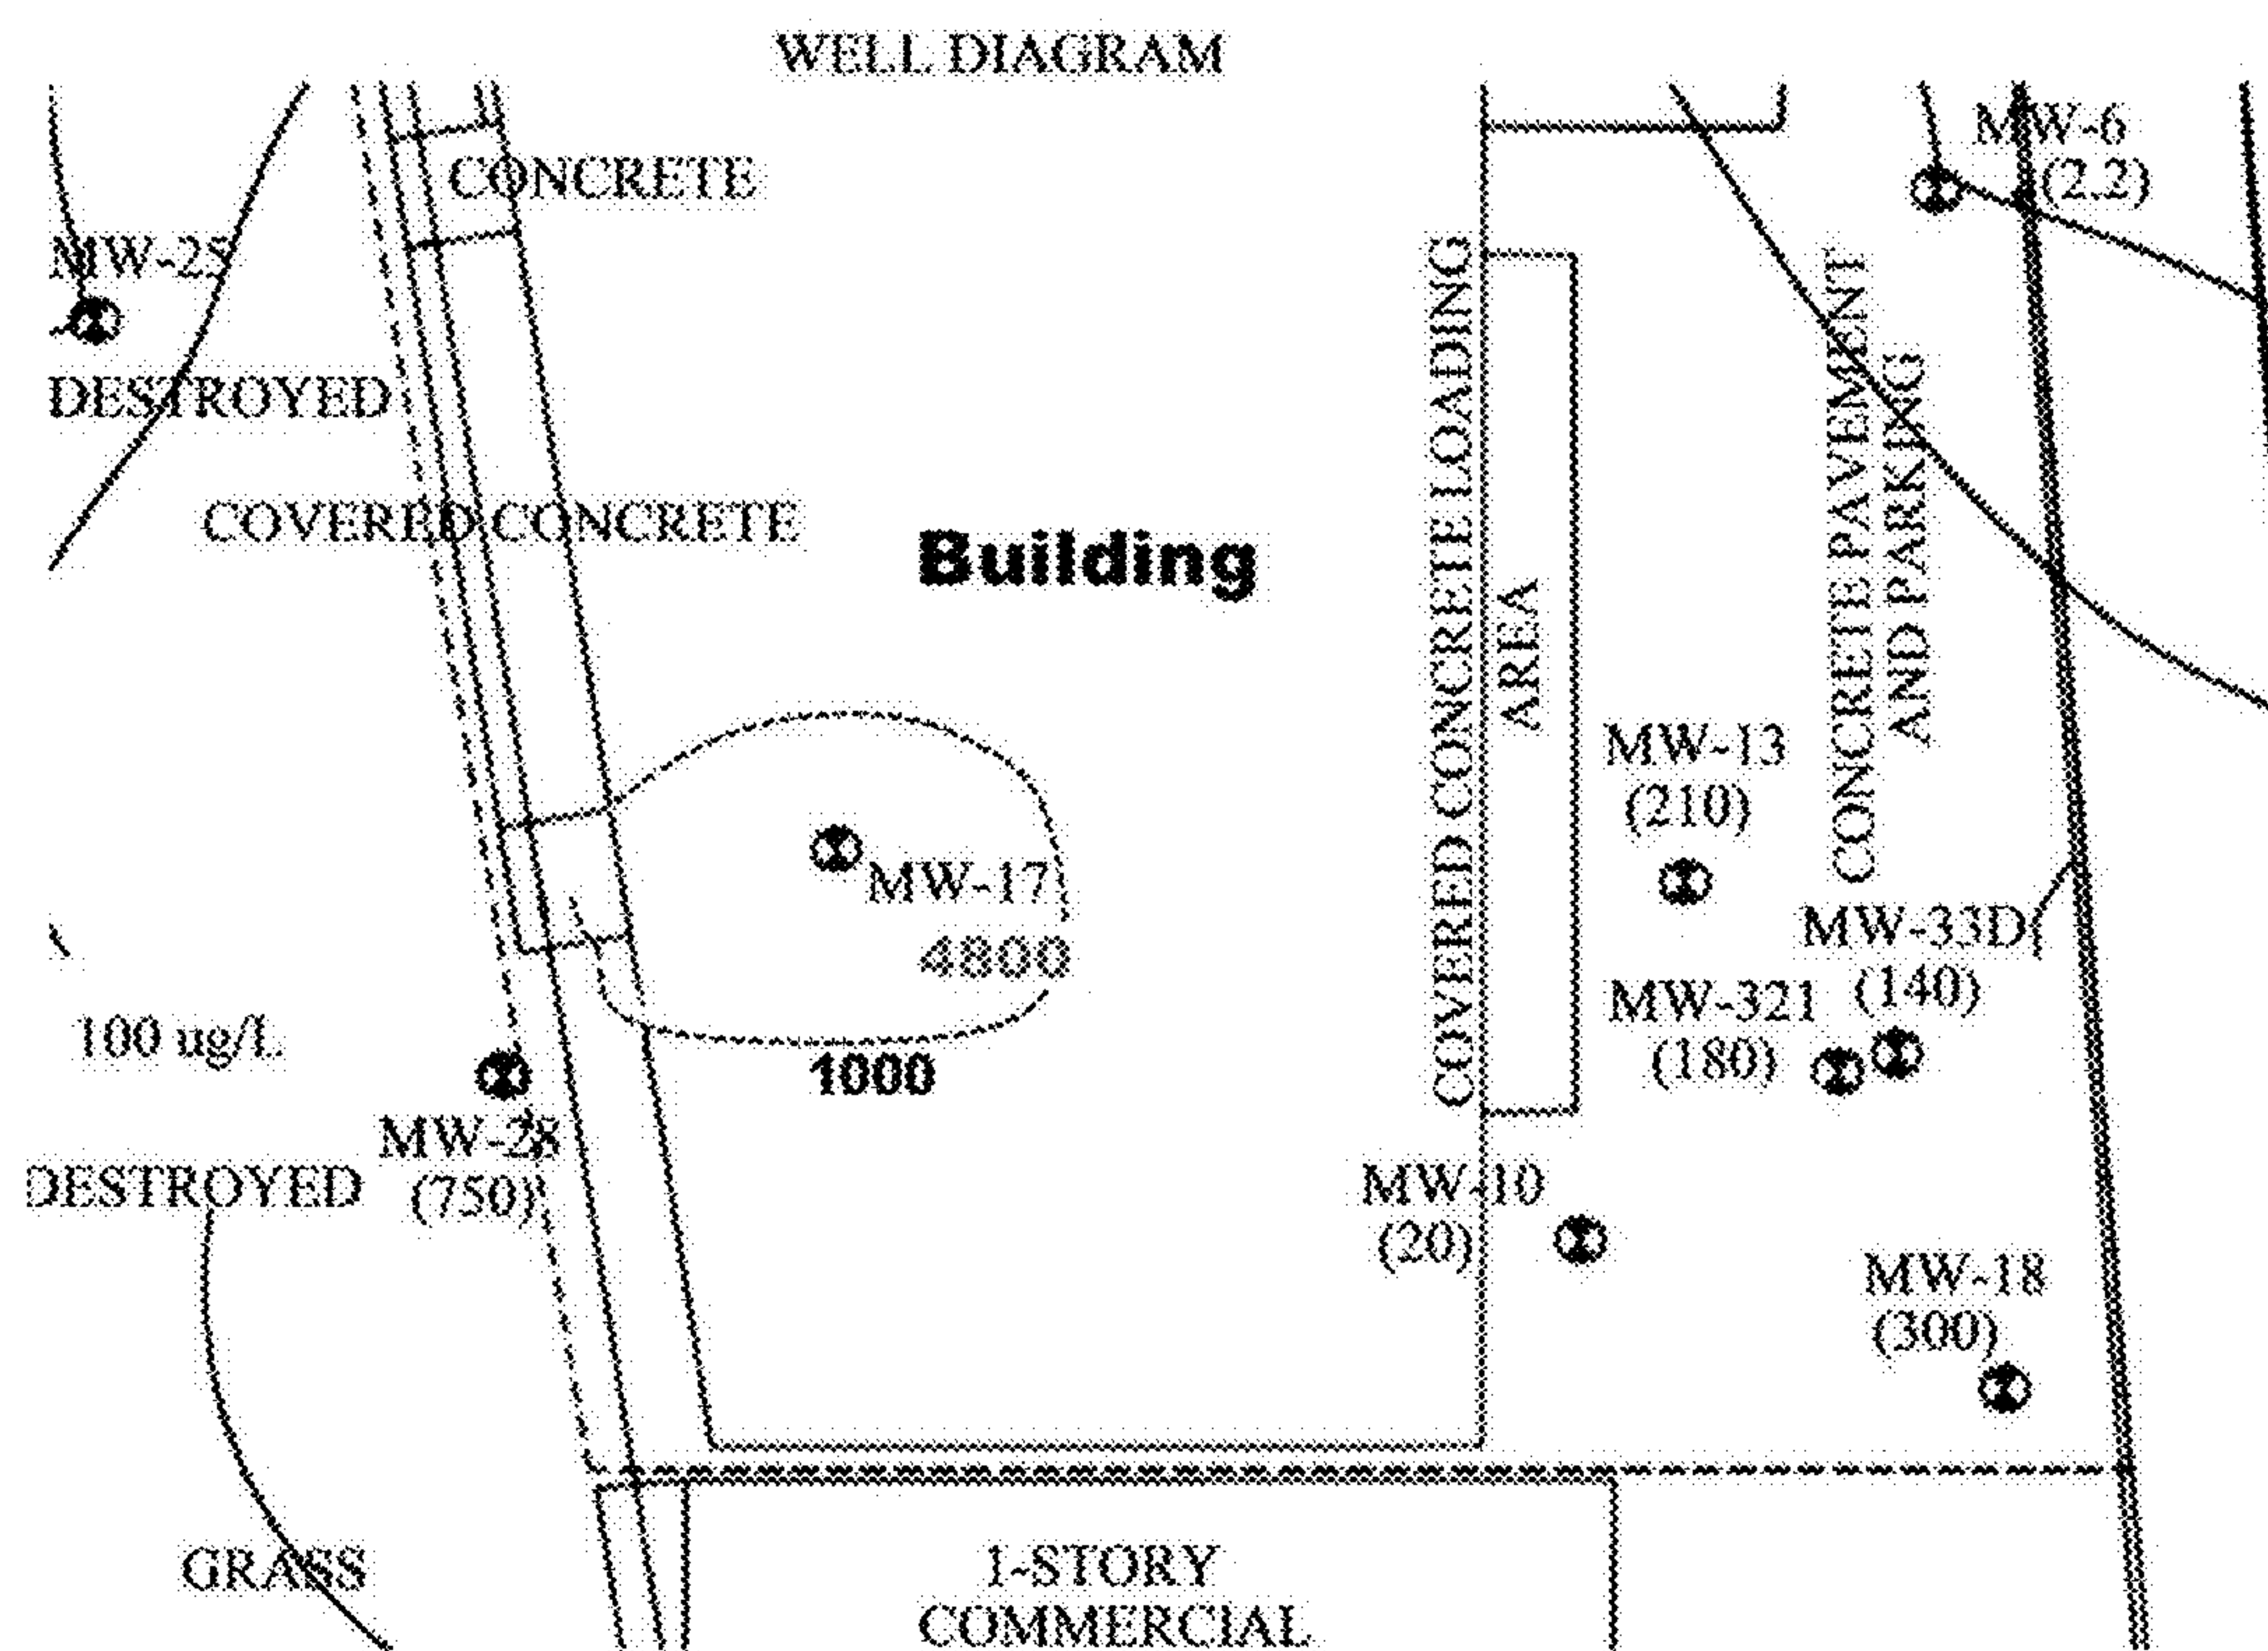 WELL DIAGRAM
MW-6
(2.2)
CONCRETE
MW-25
DESTROYED
COVERED CONCRETE
Building
COVERED CONCRETE LOADING
AREA
CONCRETE PAVEMENT
AND PARKING
MW-13
(210)
MW-17
4800
MW-33D
(140)
MW-321
(180)
100 ug/L
1000
MW-28
(750)
DESTROYED
MW-10
(20)
MW-18
(300)
GRASS
1-STORY
COMMERCIAL